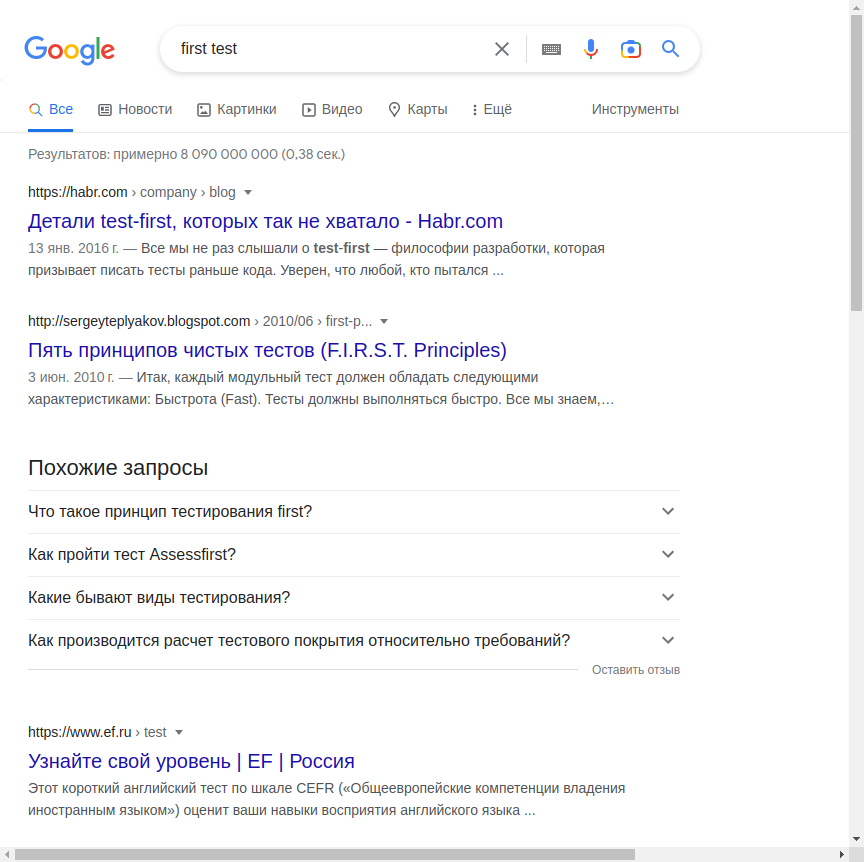 Google
first test
Все Новости Картинки Видео Карты Ещё Инструменты
Результатов: примерно 8 090 000 000 (0,38 сек.)
https://habr.com › company › blog
Детали test-first, которых так не хватало - Habr.com
13 янв. 2016 г. — Все мы не раз слышали о test-first — философии разработки, которая
призывает писать тесты раньше кода. Уверен, что любой, кто пытался ...
http://sergeyteplyakov.blogspot.com › 2010/06 › first-p...
Пять принципов чистых тестов (F.I.R.S.T. Principles)
3 июн. 2010 г. — Итак, каждый модульный тест должен обладать следующими
характеристиками: Быстрота (Fast). Тесты должны выполняться быстро. Все мы знаем,…
Похожие запросы
Что такое принцип тестирования first?
Как пройти тест Assessfirst?
Какие бывают виды тестирования?
Как производится расчет тестового покрытия относительно требований?
Оставить отзыв
https://www.ef.ru › test
Узнайте свой уровень | EF | Россия
Этот короткий английский тест по шкале CEFR («Общеевропейские компетенции владения
иностранным языком») оценит ваши навыки восприятия английского языка ...